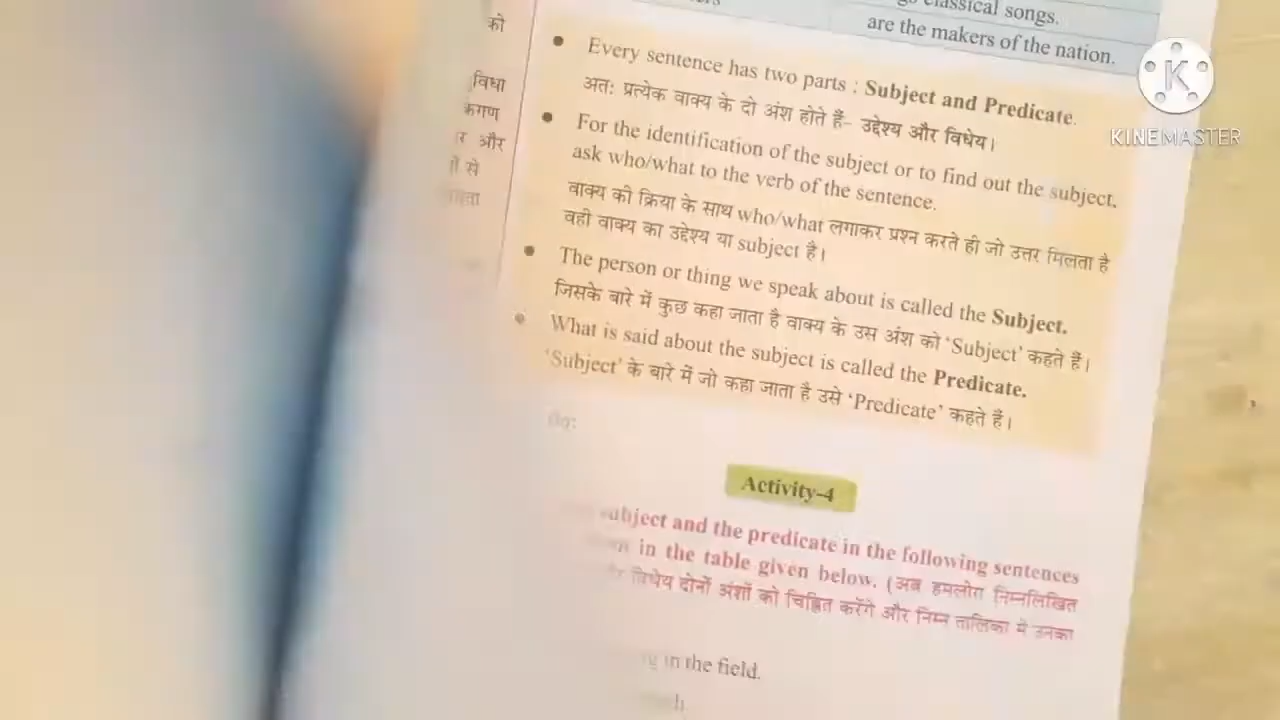 को
विधा
र और
से
classical songs.
are the makers of the nation.
• Every sentence has two parts : Subject and Predicate.
अतः प्रत्येक वाक्य के दो अंश होते हैं- उद्देश्य और विधेय।
• For the identification of the subject or to find out the subject,
ask who/what to the verb of the sentence.
वाक्य की क्रिया के साथ who/what लगाकर प्रश्न करते ही जो उत्तर मिलता है
वही वाक्य का उद्देश्य या subject है।
• The person or thing we speak about is called the Subject.
जिसके बारे में कुछ कहा जाता है वाक्य के उस अंश को ‘Subject’ कहते हैं।
• What is said about the subject is called the Predicate.
‘Subject’ के बारे में जो कहा जाता है उसे ‘Predicate’ कहते हैं।
Activity-4
subject and the predicate in the following sentences
in the table given below. (अब हमलोग निम्नलिखित
विधेय दोनों अंशों को चिह्नित करेंगे और निम्न तालिका में उनका
in the field.
KINEMASTER